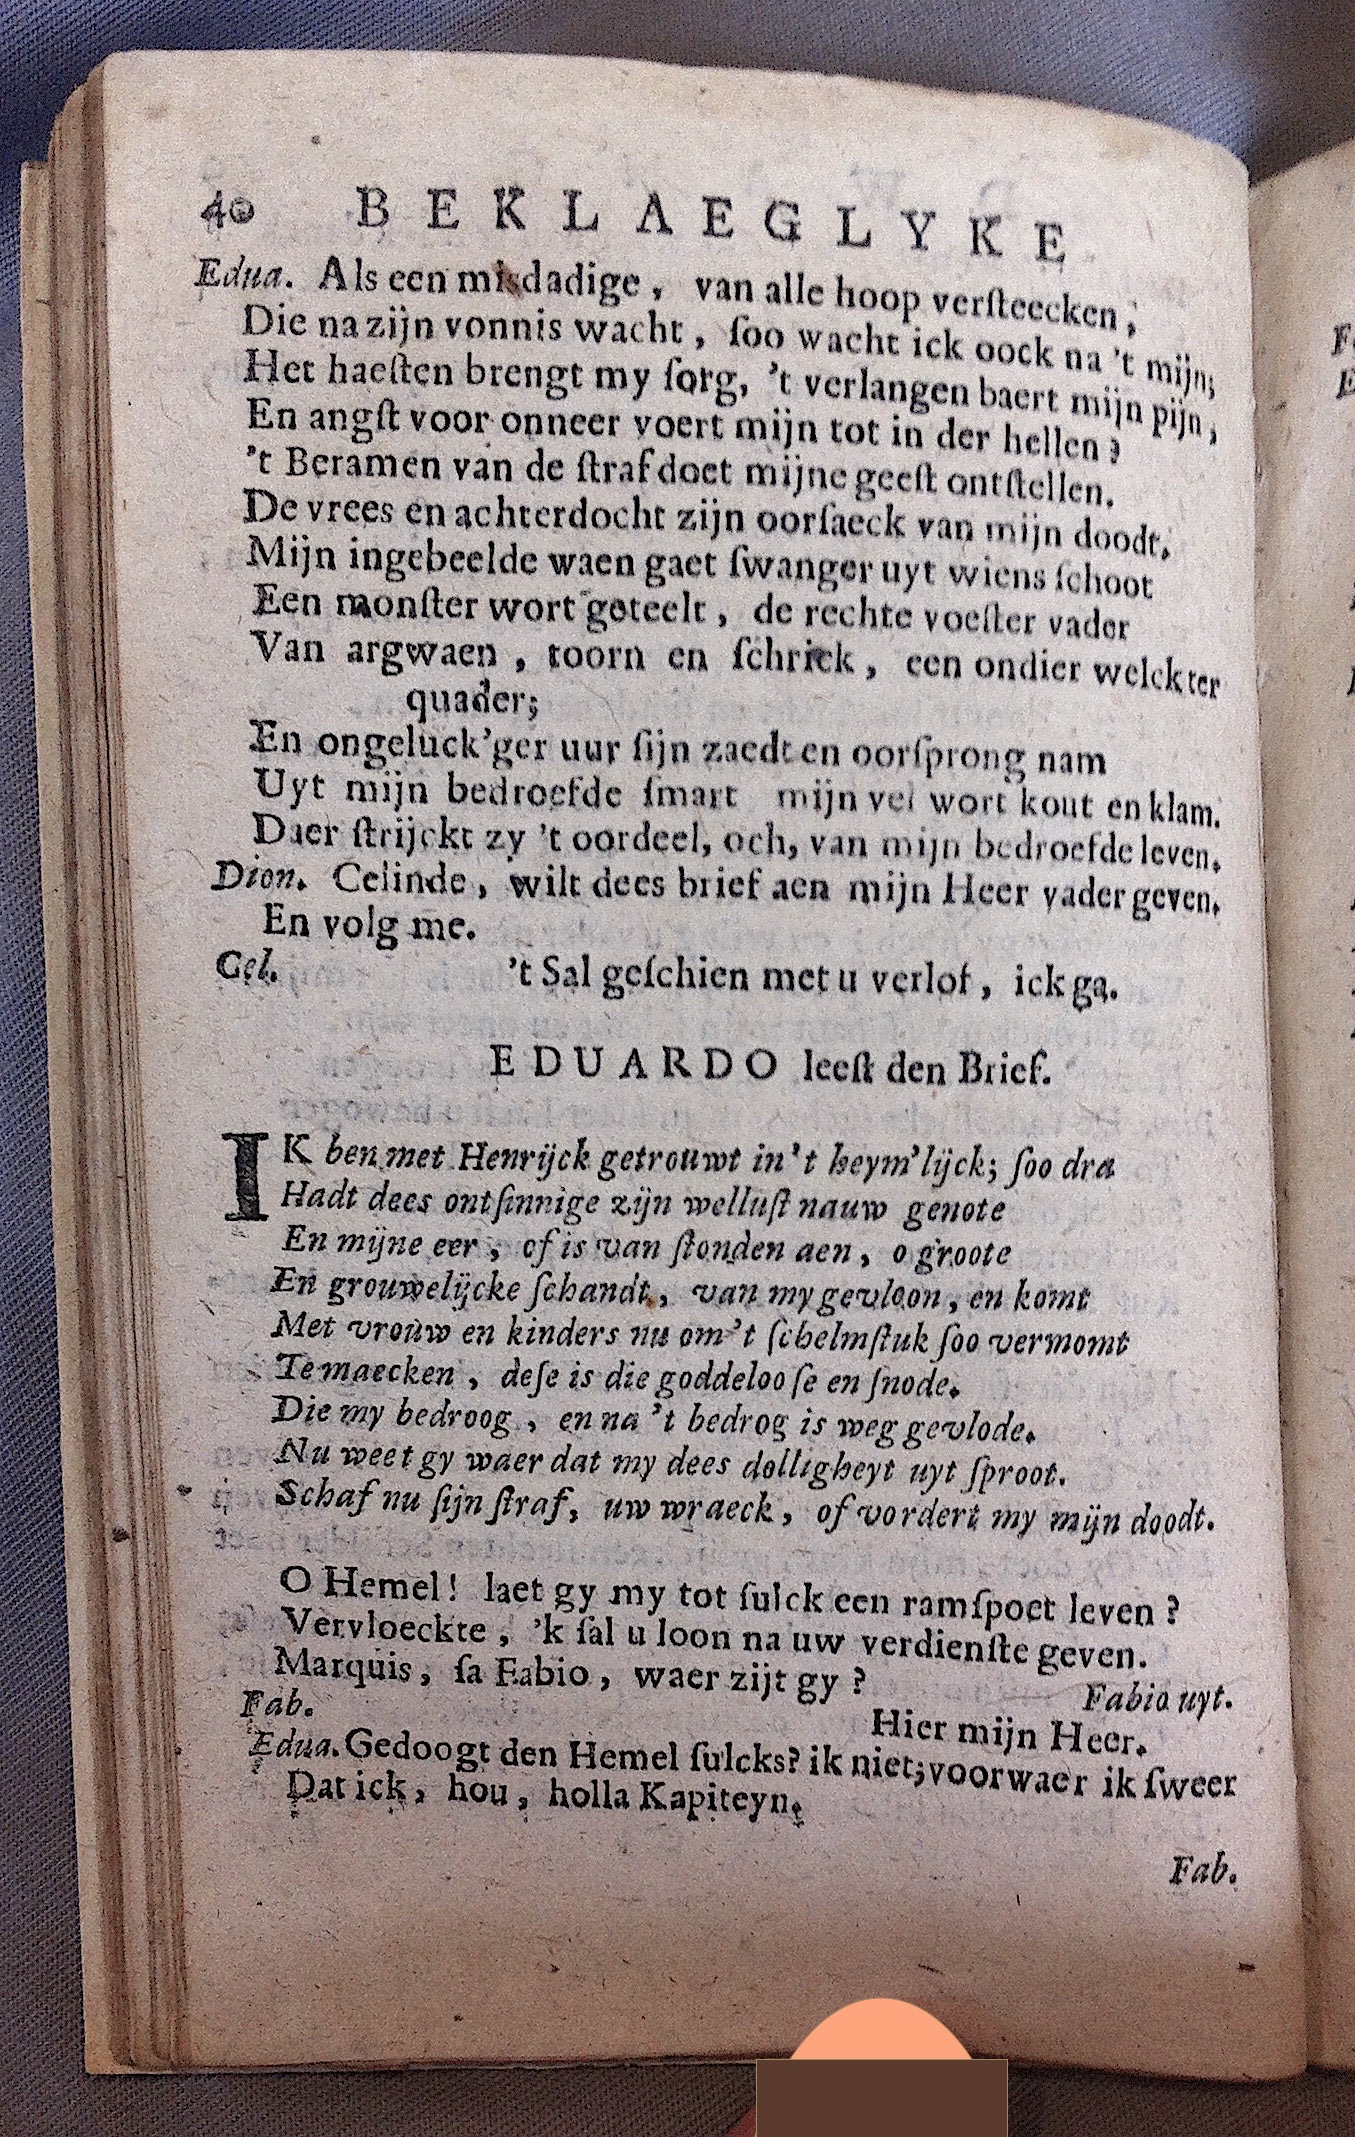 40 BEKLAEGLYKE
Edua. Als een misdadige, van alle hoop verſteecken,
Die na zijn vonnis wacht, ſoo wacht ick oock na 't mijn;
Het haeſten brengt my ſorg, 't verlangen baert mijn pijn,
En angſt voor onneer voert mijn tot in der hellen?
't Beramen van de ſtraf doet mijne geeſt ontſtellen.
De vrees en achterdocht zijn oorſaeck van mijn doodt,
Mijn ingebeelde waen gaet ſwanger uyt wiens ſchoot
Een monſter wort geteelt, de rechte voeſter vader
Van argwaen, toorn en ſchrick, een ondier welck ter
quader;
En ongeluck'ger uur ſijn zaedt en oorſprong nam
Uyt mijn bedroefde ſmart mijn vel wort kout en klam.
Daer ſtrijckt zy 't oordeel, och, van mijn bedroefde leven.
Dion. Celinde, wilt dees brief aen mijn Heer vader geven.
En volg me.
Cel. 't Sal geſchien met u verlof, ick ga.
EDUARDO leeſt den Brief.
IK ben met Henrijck getrouwt in't heym'lijck; ſoo dra
Hadt dees ontſinnige zijn welluſt nauw genote
En mijne eer, of is van ſtonden aen, o groote
En grouwelijcke ſchandt, van my gevloon, en komt
Met vrouw en kinders nu om't ſchelmſtuk ſoo vermomt
Te maecken, deſe is die goddelooſe en ſnode.
Die my bedroog, en na 't bedrog is weg gevlode.
Nu weet gy waer dat my dees dolligheyt uyt ſproot.
Schaf nu ſijn ſtraf, uw wraeck, of vordert my mijn doodt.
O Hemel! laet gy my tot ſulck een ramſpoet leven?
Vervloeckte, 'k ſal u loon na uw verdienſte geven.
Marquis, ſa Fabio, waer zijt gy?
Fabio uyt.
Fab. Hier mijn Heer.
Edua. Gedoogt den Hemel ſulcks? ik niet; voorwaer ik ſweer
Dat ick, hou, holla Kapiteyn.
Fab.